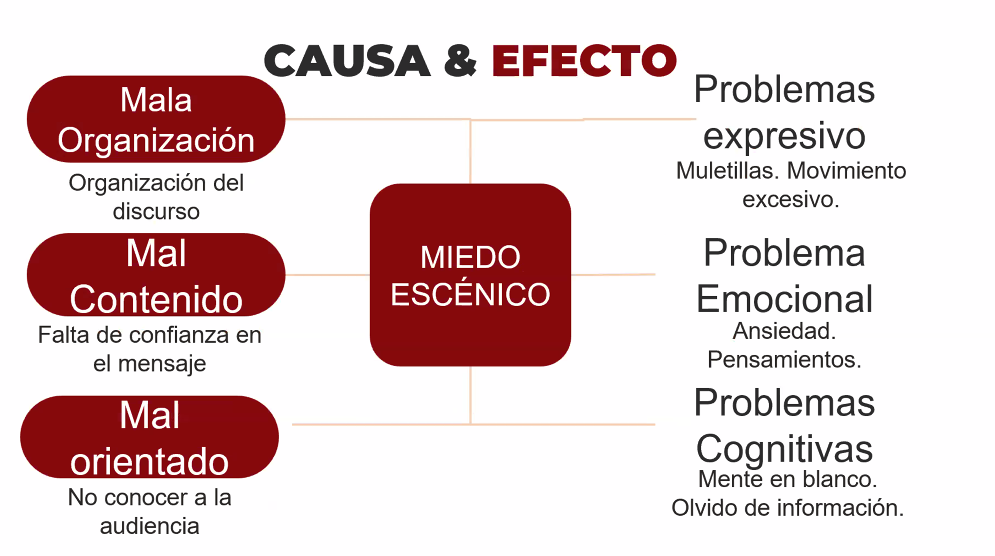 CAUSA & EFECTO
Mala
Organización
Organización del
discurso
Mal
Contenido
Falta de confianza en
el mensaje
Mal
orientado
No conocer a la
audiencia
MIEDO
ESCÉNICO
Problemas
expresivo
Muletillas. Movimiento
excesivo.
Problema
Emocional
Ansiedad.
Pensamientos.
Problemas
Cognitivas
Mente en blanco.
Olvido de información.